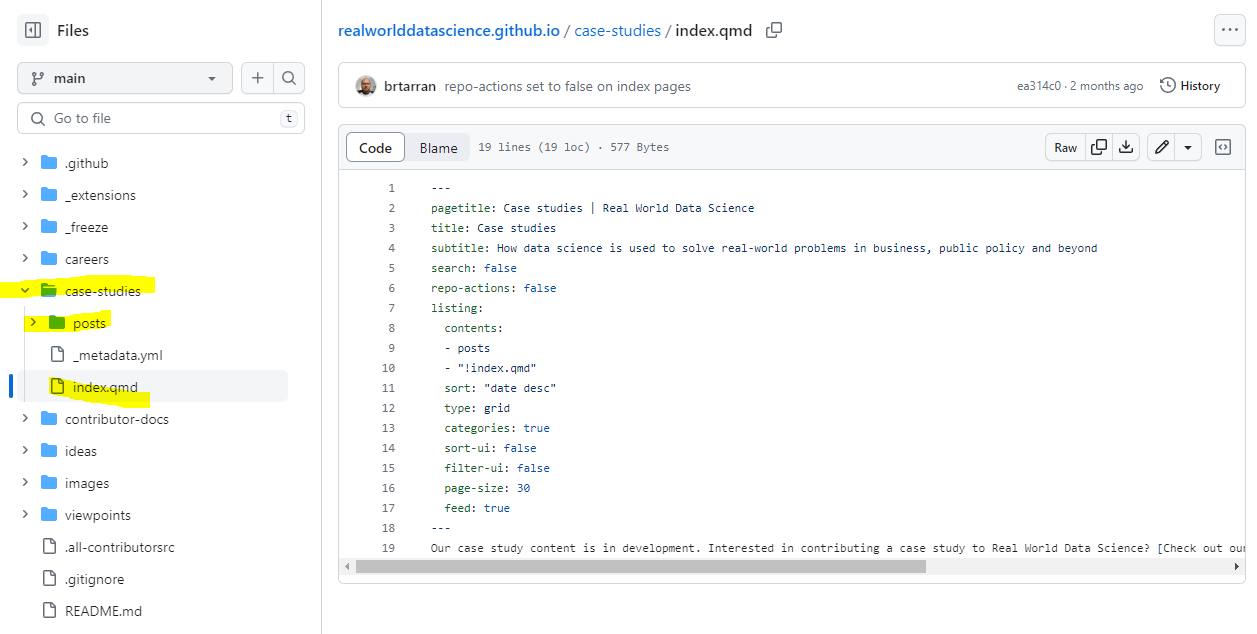 Files
main
Go to file
t
.github
_extensions
_freeze
careers
case-studies
posts
_metadata.yml
index.qmd
contributor-docs
ideas
images
viewpoints
.all-contributorsrc
.gitignore
README.md
realworlddatascience.github.io / case-studies / index.qmd
brtarran repo-actions set to false on index pages ea314c0 · 2 months ago History
Code Blame 19 lines (19 loc) · 577 Bytes Raw
1 ---
2 pagetitle: Case studies | Real World Data Science
3 title: Case studies
4 subtitle: How data science is used to solve real-world problems in business, public policy and beyond
5 search: false
6 repo-actions: false
7 listing:
8 contents:
9 - posts
10 - "!index.qmd"
11 sort: "date desc"
12 type: grid
13 categories: true
14 sort-ui: false
15 filter-ui: false
16 page-size: 30
17 feed: true
18 ---
19 Our case study content is in development. Interested in contributing a case study to Real World Data Science? [Check out